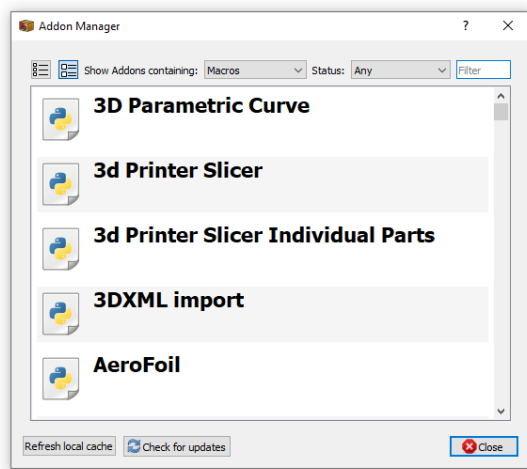 Addon Manager
Show Addons containing: Macros Status: Any Filter
3D Parametric Curve
3d Printer Slicer
3d Printer Slicer Individual Parts
3DXML import
AeroFoil
Refresh local cache Check for updates Close